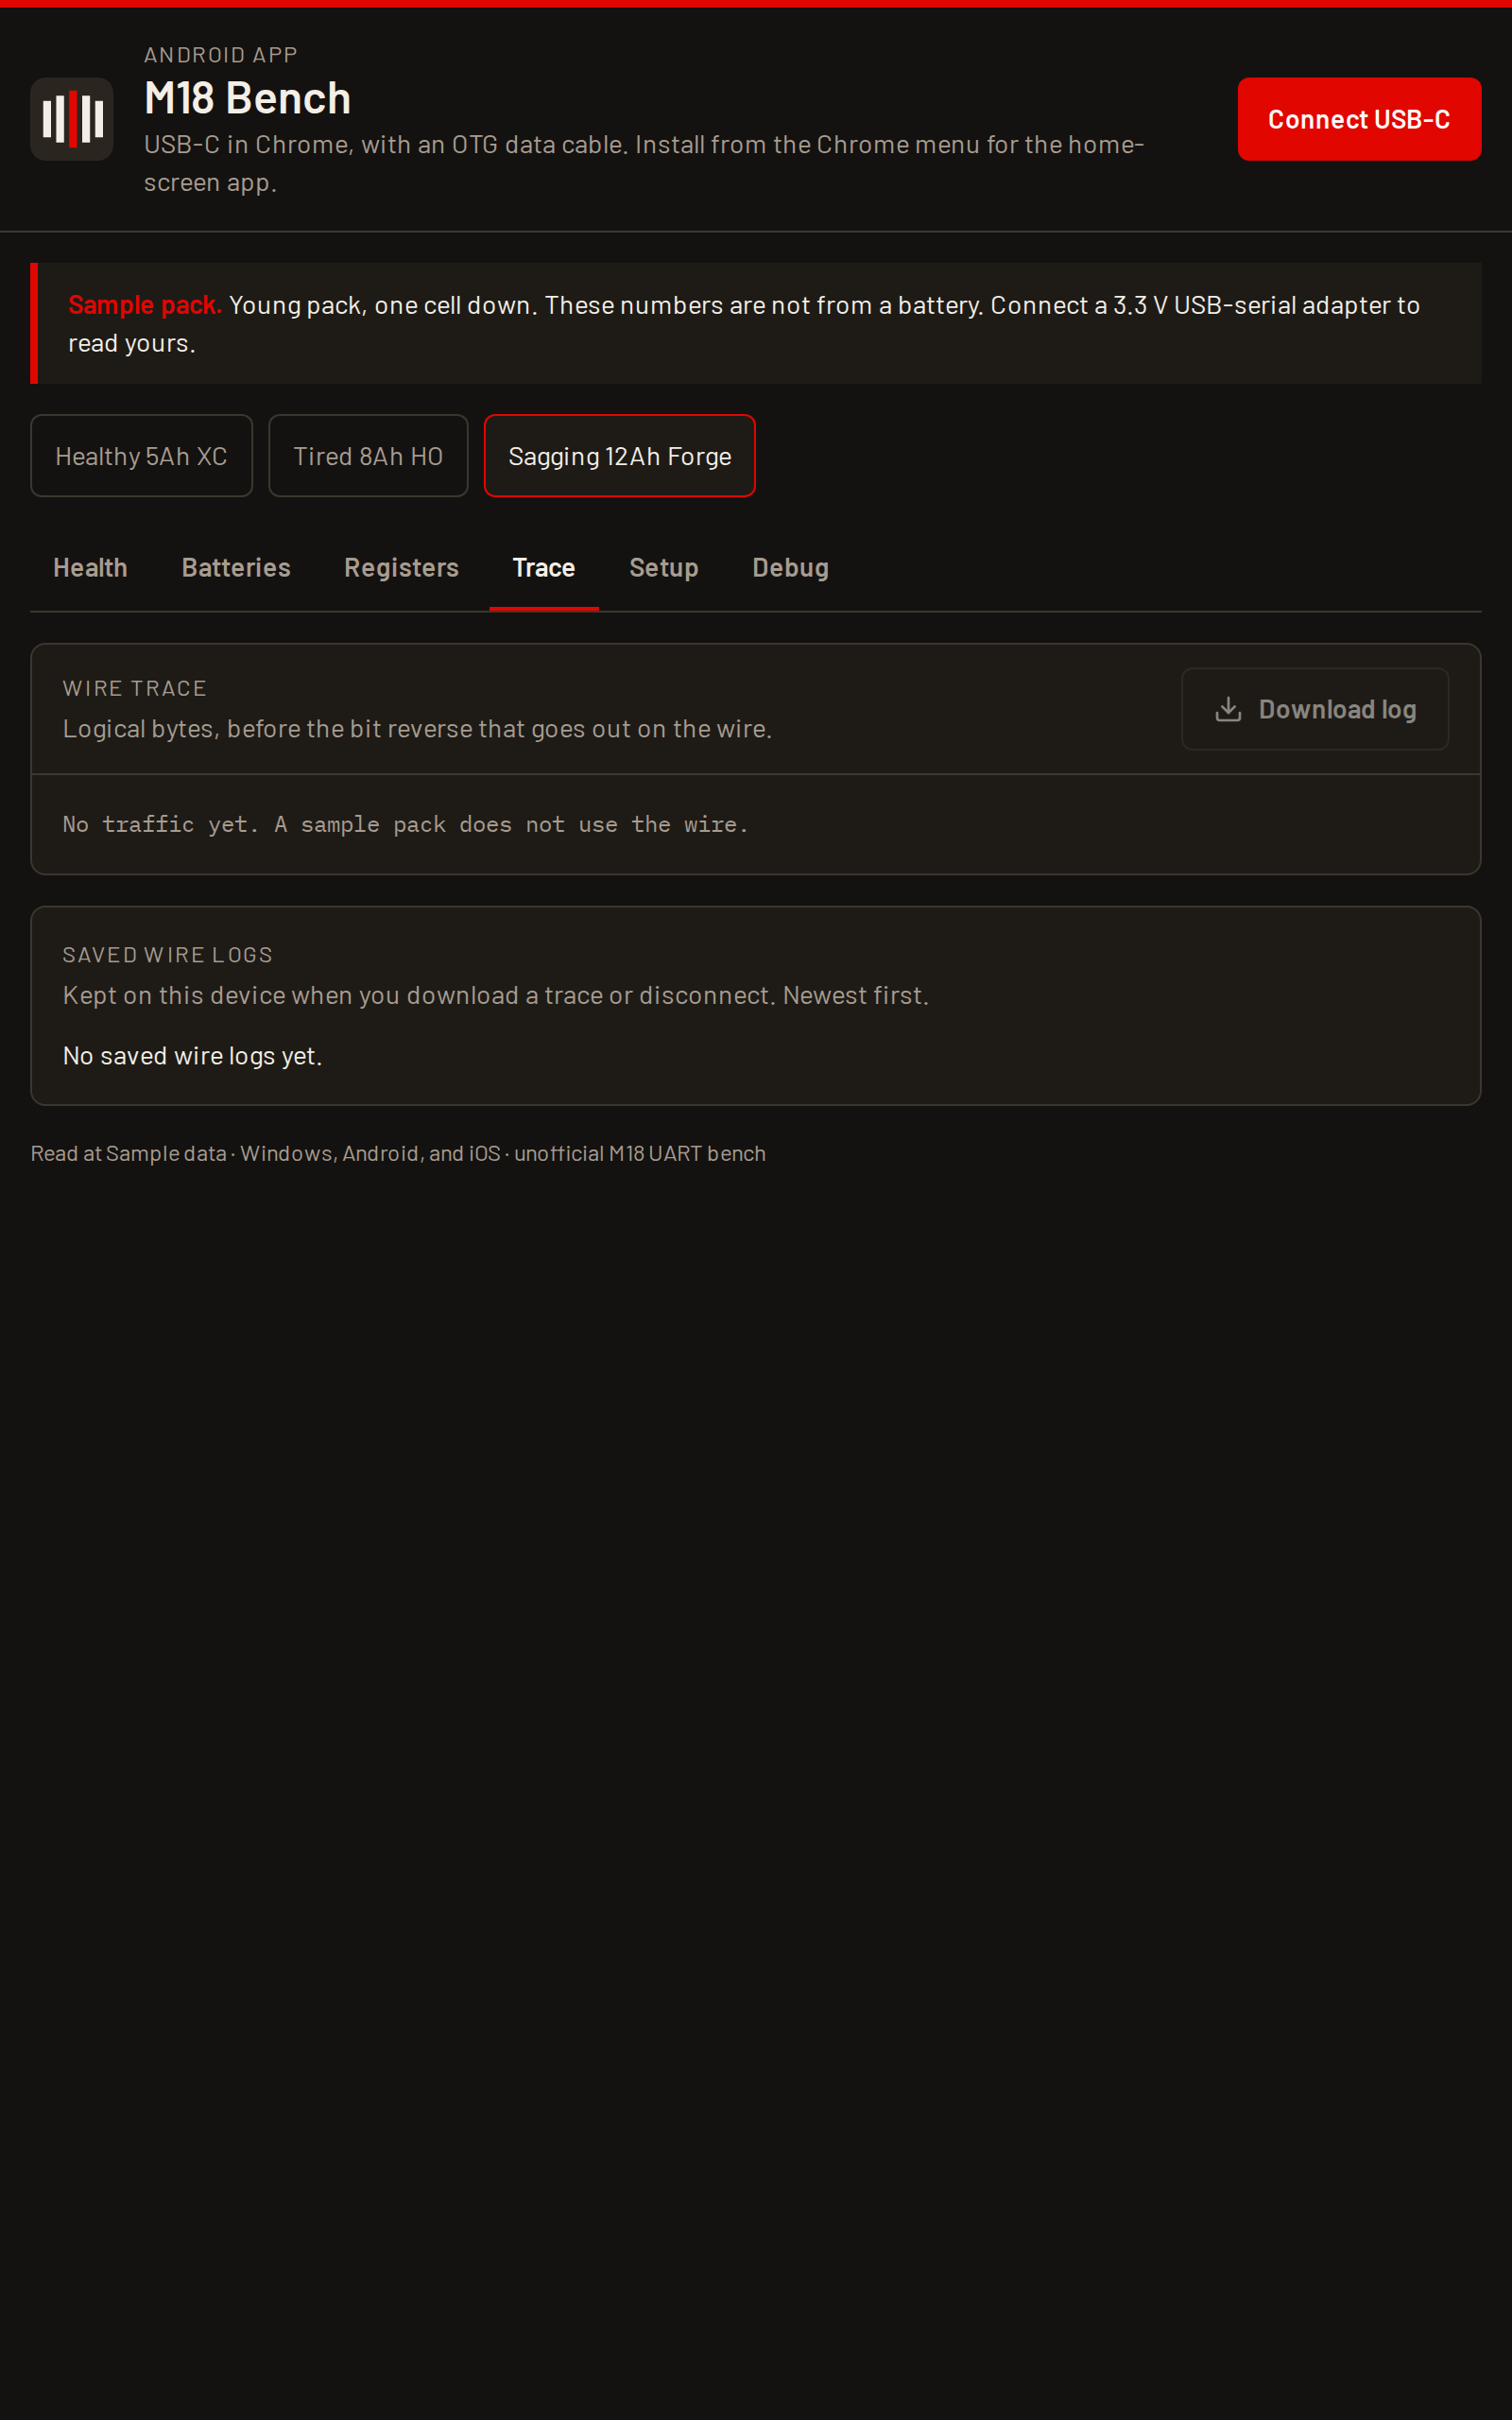 ANDROID APP
M18 Bench
USB-C in Chrome, with an OTG data cable. Install from the Chrome menu for the home-
screen app.
Connect USB-C
Sample pack. Young pack, one cell down. These numbers are not from a battery. Connect a 3.3 V USB-serial adapter to
read yours.
Healthy 5Ah XC
Tired 8Ah HO
Sagging 12Ah Forge
Health
Batteries
Registers
Trace
Setup
Debug
WIRE TRACE
Logical bytes, before the bit reverse that goes out on the wire.
Download log
No traffic yet. A sample pack does not use the wire.
SAVED WIRE LOGS
Kept on this device when you download a trace or disconnect. Newest first.
No saved wire logs yet.
Read at Sample data · Windows, Android, and iOS · unofficial M18 UART bench